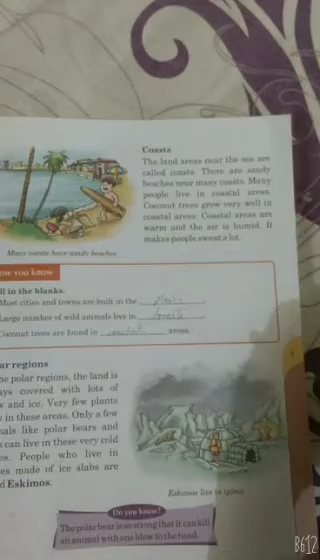 Coasts
The land areas near the sea are
called coasts. There are sandy
beaches near many coasts. Many
people live in coastal areas.
Coconut trees grow very well in
coastal areas. Coastal areas are
warm and the air is humid. It
makes people sweat a lot.
Many coasts have sandy beaches
OW YOU KNOW
ll in the blanks.
Most cities and towns are built in the plains
Large number of wild animals live in forests
Coconut trees are found in coastal areas.
ar regions
he polar regions, the land is
ays covered with lots of
w and ice. Very few plants
w in these areas. Only a few
mals like polar bears and
s can live in these very cold
es. People who live in
es made of ice slabs are
d Eskimos.
Eskimos live in igloos
Do you know?
The polar bear is so strong that it can kill
an animal with one blow to the head.
B612